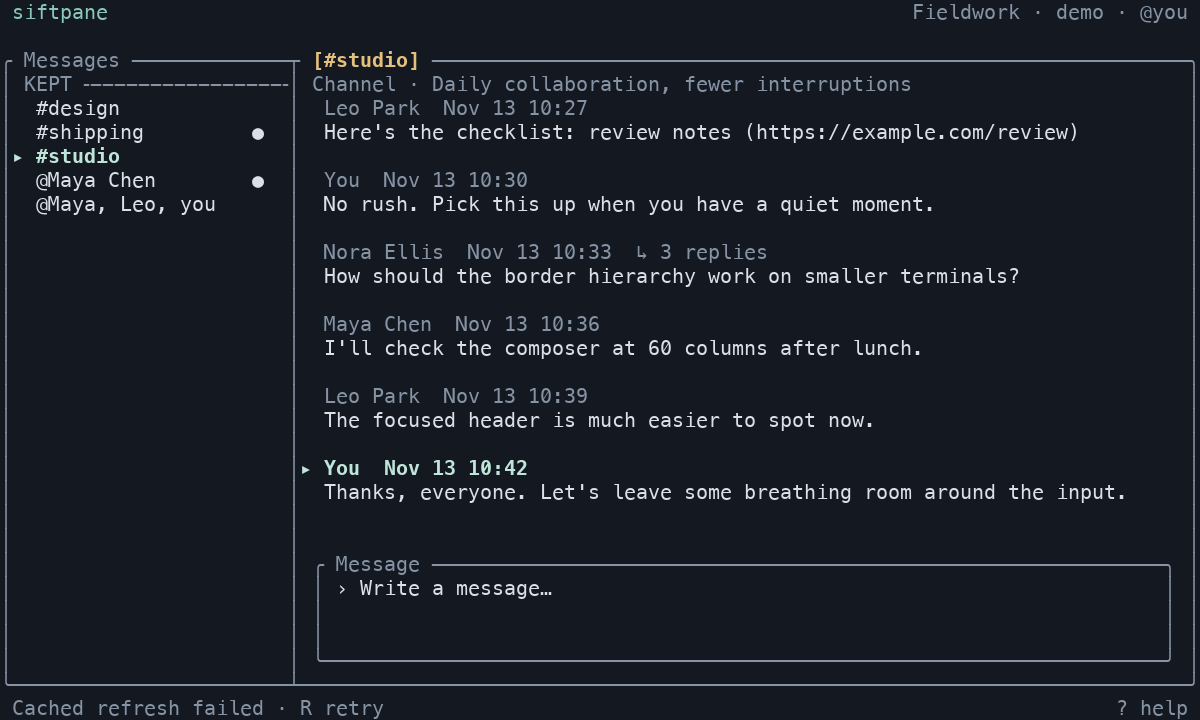 siftpane
Fieldwork · demo · @you
Messages
KEPT
#design
#shipping ●
▸ #studio
@Maya Chen ●
@Maya, Leo, you
[#studio]
Channel · Daily collaboration, fewer interruptions
Leo Park  Nov 13 10:27
Here's the checklist: review notes (https://example.com/review)
You  Nov 13 10:30
No rush. Pick this up when you have a quiet moment.
Nora Ellis  Nov 13 10:33  ↳ 3 replies
How should the border hierarchy work on smaller terminals?
Maya Chen  Nov 13 10:36
I'll check the composer at 60 columns after lunch.
Leo Park  Nov 13 10:39
The focused header is much easier to spot now.
▸ You  Nov 13 10:42
Thanks, everyone. Let's leave some breathing room around the input.
Message
› Write a message…
Cached refresh failed · R retry
? help